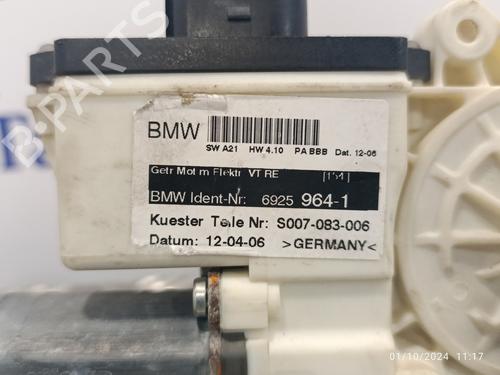 BMW
SW A21 HW 4.10 PA BBB Dat. 12-06
Getr Mot m Elektr VT RE
BMW Ident-Nr: 6925 964-1
Kuester Teile Nr: S007-083-006
Datum: 12-04-06 >GERMANY<
01/10/2024 11:17